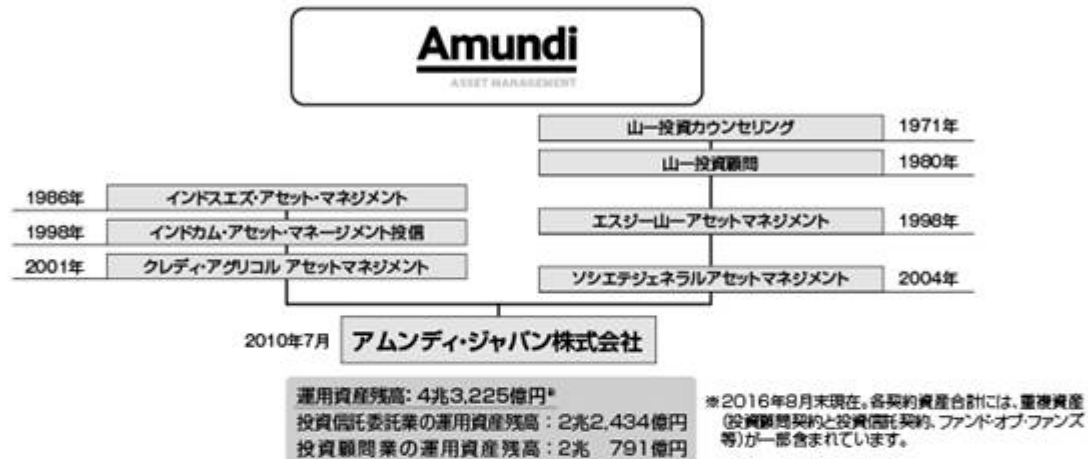 Amundi
ASSET MANAGEMENT
山一投資カウンセリング 1971年
山一投資顧問 1980年
1986年 インドスエズ・アセット・マネジメント
1998年 インドカム・アセット・マネージメント投信
エスジー山一アセットマネジメント 1998年
2001年 クレディ・アグリコル アセットマネジメント
ソシエテジェネラルアセットマネジメント 2004年
2010年7月 アムンディ・ジャパン株式会社
運用資産残高：4兆3,225億円※
投資信託委託業の運用資産残高：2兆2,434億円
投資顧問業の運用資産残高：2兆 791億円
※2016年8月末現在。各契約資産合計には、重複資産
（投資顧問契約と投資信託契約、ファンド・オブ・ファンズ
等）が一部含まれています。